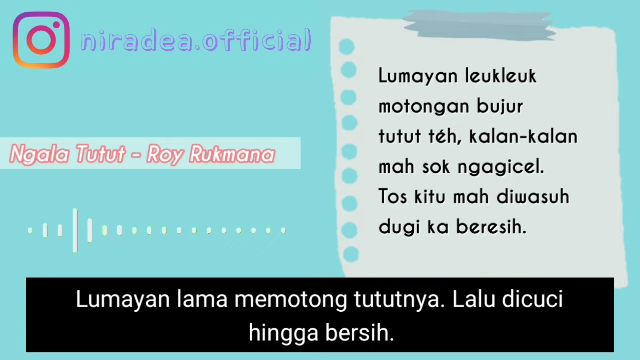 niradea.official
Ngala Tutut - Roy Rukmana
Lumayan leukleuk
motongan bujur
tutut téh, kalan-kalan
mah sok ngagicel.
Tos kitu mah diwasuh
dugi ka beresih.
Lumayan lama memotong tututnya. Lalu dicuci
hingga bersih.